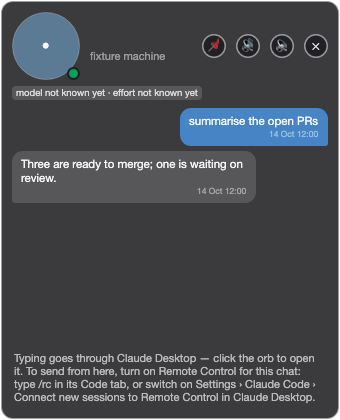 fixture machine
model not known yet · effort not known yet
summarise the open PRs
14 Oct 12:00
Three are ready to merge; one is waiting on
review.
14 Oct 12:00
Typing goes through Claude Desktop — click the orb to open
it. To send from here, turn on Remote Control for this chat:
type /rc in its Code tab, or switch on Settings › Claude Code ›
Connect new sessions to Remote Control in Claude Desktop.